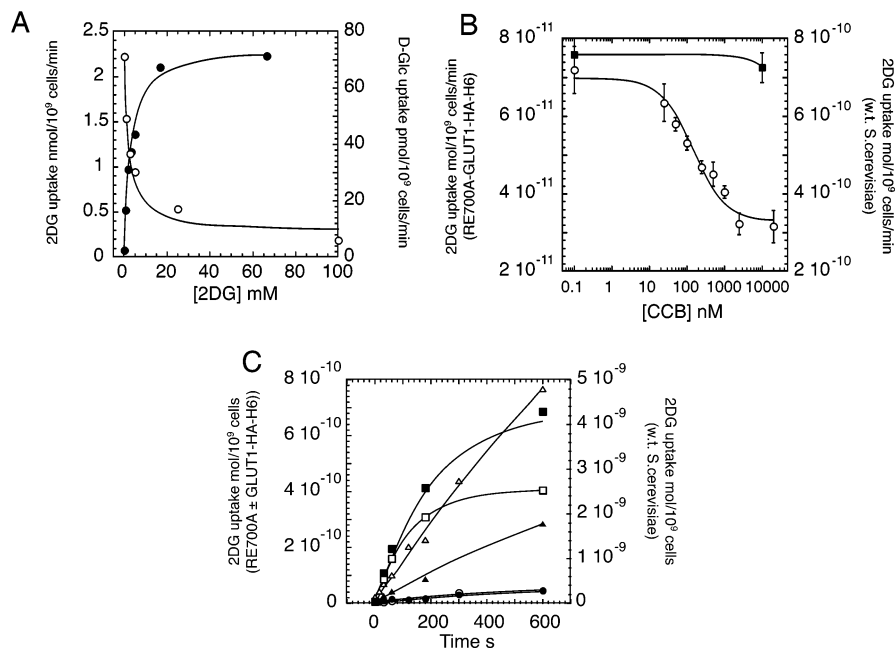 A
2DG uptake nmol/10⁹ cells/min
2.5
2
1.5
1
0.5
0
D-Glc uptake pmol/10⁹ cells/min
80
60
40
20
0
0 20 40 60 80 100
[2DG] mM
B
2DG uptake mol/10⁹ cells/min
(RE700A-GLUT1-HA-H6)
8 10⁻¹¹
6 10⁻¹¹
4 10⁻¹¹
2 10⁻¹¹
2DG uptake mol/10⁹ cells/min
(w.t. S.cerevisiae)
8 10⁻¹⁰
6 10⁻¹⁰
4 10⁻¹⁰
2 10⁻¹⁰
0.1 1 10 100 1000 10000
[CCB] nM
C
2DG uptake mol/10⁹ cells
(RE700A ± GLUT1-HA-H6))
8 10⁻¹⁰
6 10⁻¹⁰
4 10⁻¹⁰
2 10⁻¹⁰
0
2DG uptake mol/10⁹ cells
(w.t. S.cerevisiae)
5 10⁻⁹
4 10⁻⁹
3 10⁻⁹
2 10⁻⁹
1 10⁻⁹
0
0 200 400 600
Time s